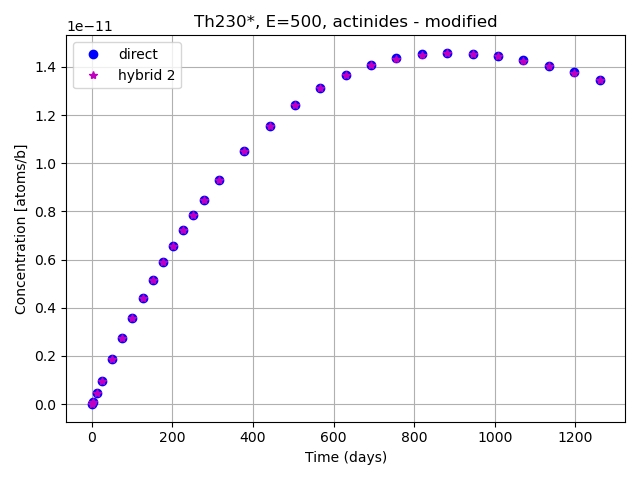 Th230*, E=500, actinides - modified
1e−11
direct
hybrid 2
1.4
1.2
1.0
0.8
0.6
0.4
0.2
0.0
Concentration [atoms/b]
0 200 400 600 800 1000 1200
Time (days)